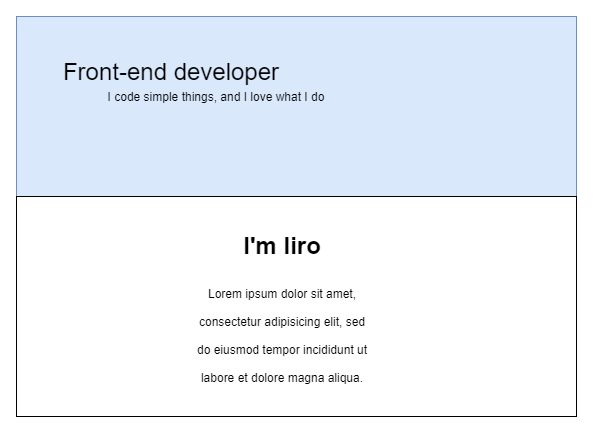 Front-end developer
I code simple things, and I love what I do
I'm liro
Lorem ipsum dolor sit amet,
consectetur adipisicing elit, sed
do eiusmod tempor incididunt ut
labore et dolore magna aliqua.